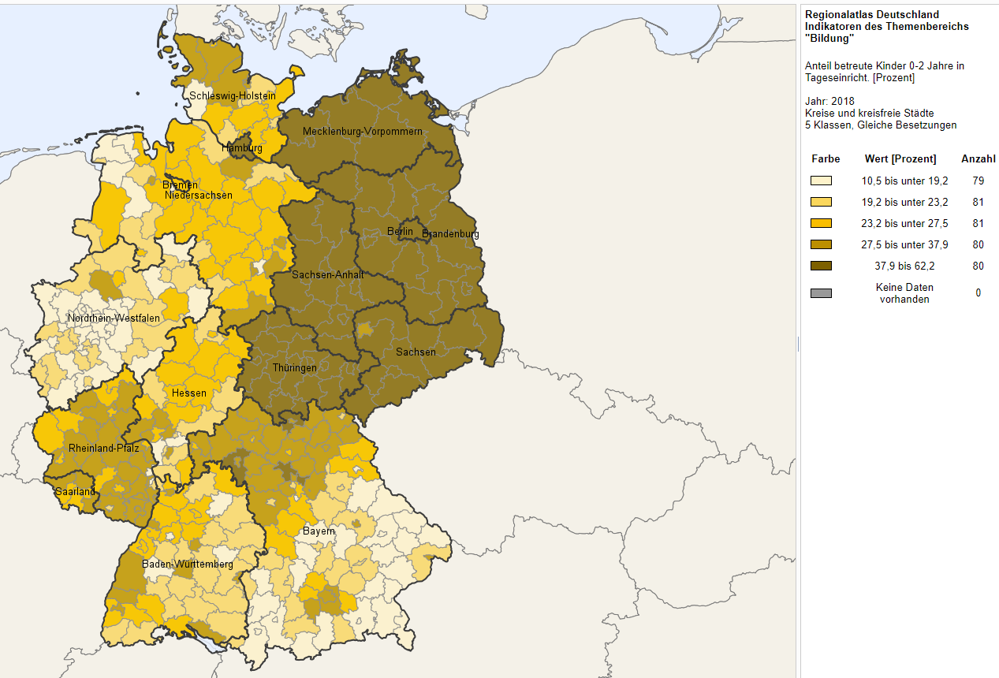 Regionalatlas Deutschland
Indikatoren des Themenbereichs
"Bildung"
Anteil betreute Kinder 0-2 Jahre in
Tageseinricht. [Prozent]
Jahr: 2018
Kreise und kreisfreie Städte
5 Klassen, Gleiche Besetzungen
Farbe Wert [Prozent] Anzahl
10,5 bis unter 19,2 79
19,2 bis unter 23,2 81
23,2 bis unter 27,5 81
27,5 bis unter 37,9 80
37,9 bis 62,2 80
Keine Daten
vorhanden 0
Schleswig-Holstein
Mecklenburg-Vorpommern
Hamburg
Bremen
Niedersachsen
Berlin
Brandenburg
Sachsen-Anhalt
Nordrhein-Westfalen
Sachsen
Thüringen
Hessen
Rheinland-Pfalz
Saarland
Bayern
Baden-Württemberg